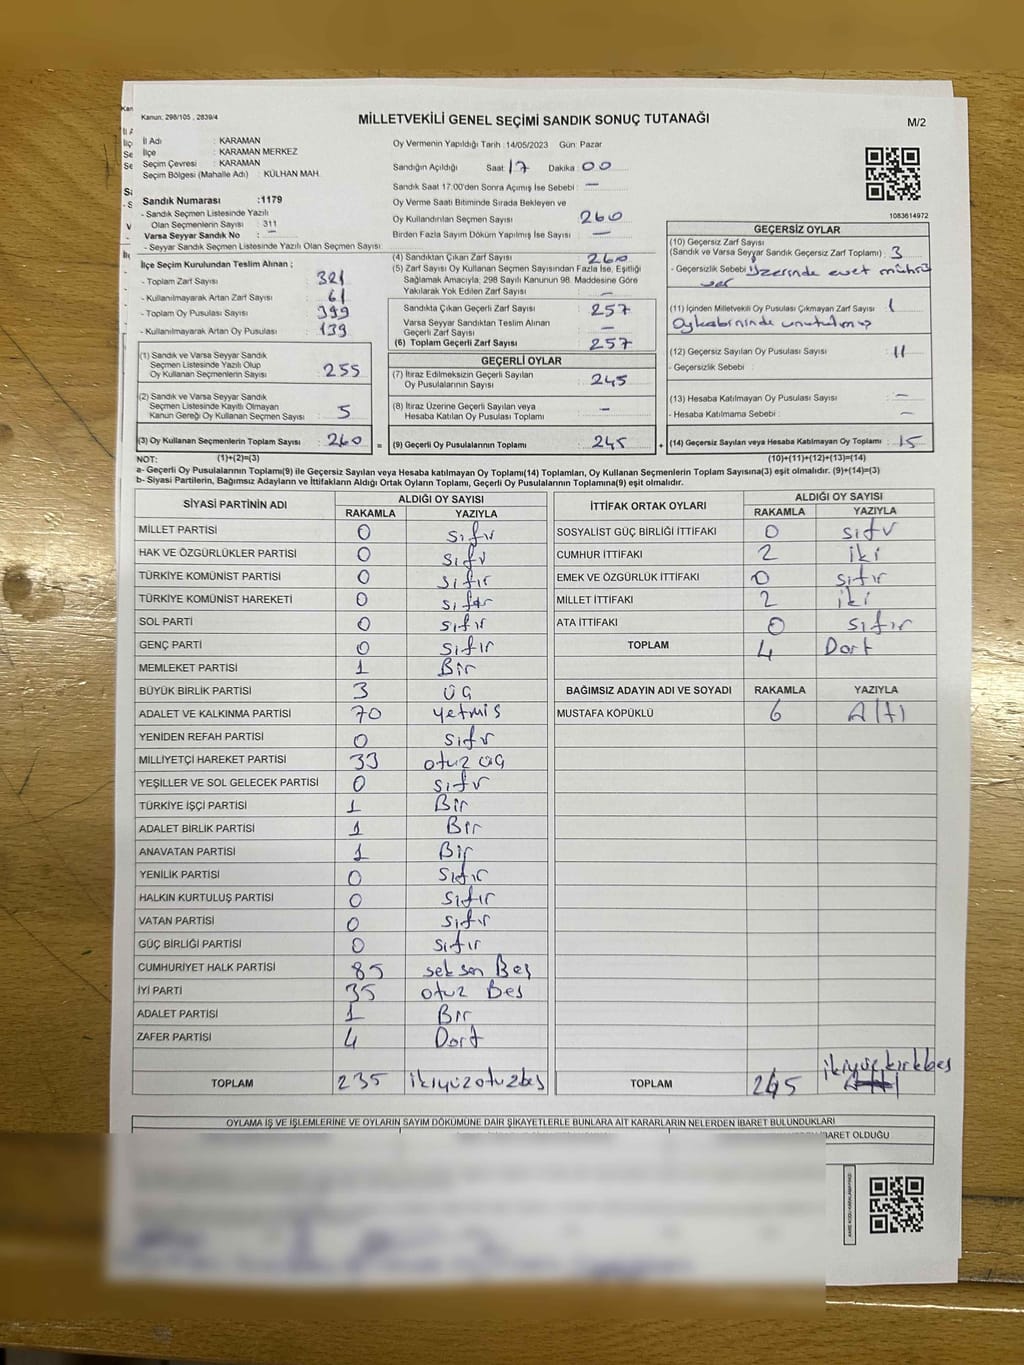 Kanun: 298/105 , 2839/4
MİLLETVEKİLİ GENEL SEÇİMİ SANDIK SONUÇ TUTANAĞI
M/2
İl Adı : KARAMAN
İlçe : KARAMAN MERKEZ
Seçim Çevresi : KARAMAN
Seçim Bölgesi (Mahalle Adı) : KÜLHAN MAH.
Oy Vermenin Yapıldığı Tarih : 14/05/2023 Gün: Pazar
Sandığın Açıldığı Saat : 17 Dakika : 00
Sandık Saat 17:00'den Sonra Açımış İse Sebebi : —
Oy Verme Saati Bitiminde Sırada Bekleyen ve
Oy Kullandırılan Seçmen Sayısı : 260
Birden Fazla Sayım Döküm Yapılmış İse Sayısı : —
1083614972
Sandık Numarası :1179
- Sandık Seçmen Listesinde Yazılı
Olan Seçmenlerin Sayısı : 311
Varsa Seyyar Sandık No : —
- Seyyar Sandık Seçmen Listesinde Yazılı Olan Seçmen Sayısı:
İlçe Seçim Kurulundan Teslim Alınan ;
- Toplam Zarf Sayısı : 321
- Kullanılmayarak Artan Zarf Sayısı : 61
- Toplam Oy Pusulası Sayısı : 399
- Kullanılmayarak Artan Oy Pusulası : 139
(1) Sandık ve Varsa Seyyar Sandık
Seçmen Listesinde Yazılı Olup
Oy Kullanan Seçmenlerin Sayısı : 255
(2) Sandık ve Varsa Seyyar Sandık
Seçmen Listesinde Kayıtlı Olmayan
Kanun Gereği Oy Kullanan Seçmen Sayısı : 5
(3) Oy Kullanan Seçmenlerin Toplam Sayısı : 260 =
(4) Sandıktan Çıkan Zarf Sayısı : 260
(5) Zarf Sayısı Oy Kullanan Seçmen Sayısından Fazla İse, Eşitliği
Sağlamak Amacıyla, 298 Sayılı Kanunun 98. Maddesine Göre
Yakılarak Yok Edilen Zarf Sayısı : —
Sandıkta Çıkan Geçerli Zarf Sayısı : 257
Varsa Seyyar Sandıktan Teslim Alınan
Geçerli Zarf Sayısı : —
(6) Toplam Geçerli Zarf Sayısı : 257
GEÇERLİ OYLAR
(7) İtiraz Edilmeksizin Geçerli Sayılan
Oy Pusulalarının Sayısı : 245
(8) İtiraz Üzerine Geçerli Sayılan veya
Hesaba Katılan Oy Pusulası Toplamı : —
(9) Geçerli Oy Pusulalarının Toplamı : 245 +
GEÇERSİZ OYLAR
(10) Geçersiz Zarf Sayısı
(Sandık ve Varsa Seyyar Sandık Geçersiz Zarf Toplamı) : 3
- Geçersizlik Sebebi : Üzerinde evet mührü
var
(11) İçinden Milletvekili Oy Pusulası Çıkmayan Zarf Sayısı : 1
Oy kabininde unutulmuş
(12) Geçersiz Sayılan Oy Pusulası Sayısı : 11
- Geçersizlik Sebebi :
(13) Hesaba Katılmayan Oy Pusulası Sayısı : —
- Hesaba Katılmama Sebebi : —
(14) Geçersiz Sayılan veya Hesaba Katılmayan Oy Toplamı : 15
NOT: (1)+(2)=(3) (10)+(11)+(12)+(13)=(14)
a- Geçerli Oy Pusulalarının Toplamı(9) ile Geçersiz Sayılan veya Hesaba katılmayan Oy Toplamı(14) Toplamları, Oy Kullanan Seçmenlerin Toplam Sayısına(3) eşit olmalıdır. (9)+(14)=(3)
b- Siyasi Partilerin, Bağımsız Adayların ve İttifakların Aldığı Ortak Oyların Toplamı, Geçerli Oy Pusulalarının Toplamına(9) eşit olmalıdır.
SİYASİ PARTİNİN ADI ALDIĞI OY SAYISI
RAKAMLA YAZIYLA
MİLLET PARTİSİ 0 sıfır
HAK VE ÖZGÜRLÜKLER PARTİSİ 0 sıfır
TÜRKİYE KOMÜNİST PARTİSİ 0 sıfır
TÜRKİYE KOMÜNİST HAREKETİ 0 sıfır
SOL PARTİ 0 sıfır
GENÇ PARTİ 0 sıfır
MEMLEKET PARTİSİ 1 Bir
BÜYÜK BİRLİK PARTİSİ 3 üç
ADALET VE KALKINMA PARTİSİ 70 yetmiş
YENİDEN REFAH PARTİSİ 0 sıfır
MİLLİYETÇİ HAREKET PARTİSİ 33 otuz üç
YEŞİLLER VE SOL GELECEK PARTİSİ 0 sıfır
TÜRKİYE İŞÇİ PARTİSİ 1 Bir
ADALET BİRLİK PARTİSİ 1 Bir
ANAVATAN PARTİSİ 1 Bir
YENİLİK PARTİSİ 0 sıfır
HALKIN KURTULUŞ PARTİSİ 0 sıfır
VATAN PARTİSİ 0 sıfır
GÜÇ BİRLİĞİ PARTİSİ 0 sıfır
CUMHURİYET HALK PARTİSİ 85 seksen Beş
İYİ PARTİ 35 otuz Beş
ADALET PARTİSİ 1 Bir
ZAFER PARTİSİ 4 Dort
TOPLAM 235 ikiyüzotuzbeş
İTTİFAK ORTAK OYLARI ALDIĞI OY SAYISI
RAKAMLA YAZIYLA
SOSYALİST GÜÇ BİRLİĞİ İTTİFAKI 0 sıfır
CUMHUR İTTİFAKI 2 iki
EMEK VE ÖZGÜRLÜK İTTİFAKI 0 sıfır
MİLLET İTTİFAKI 2 iki
ATA İTTİFAKI 0 sıfır
TOPLAM 4 Dort
BAĞIMSIZ ADAYIN ADI VE SOYADI RAKAMLA YAZIYLA
MUSTAFA KÖPÜKLÜ 6 Altı
TOPLAM 245 ikiyüz kırkbeş
OYLAMA İŞ VE İŞLEMLERİNE VE OYLARIN SAYIM DÖKÜMÜNE DAİR ŞİKAYETLERLE BUNLARA AİT KARARLARIN NELERDEN İBARET BULUNDUKLARI
BARET OLDUĞU